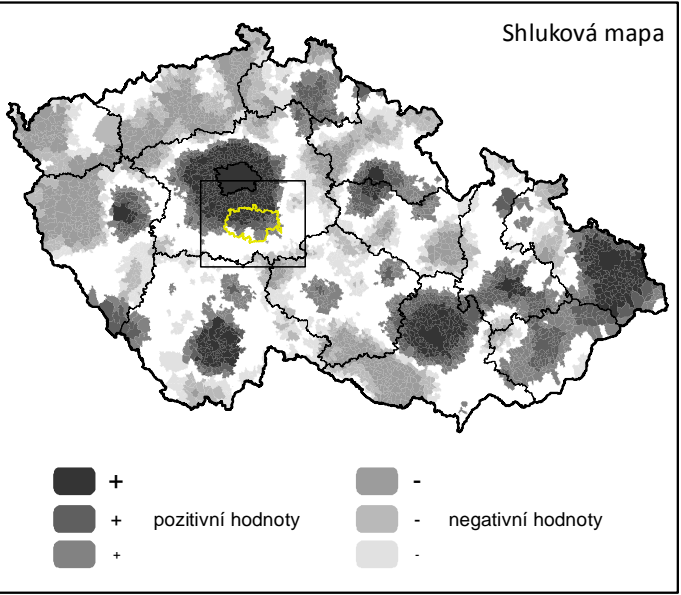 Shluková mapa
+ -
+ pozitivní hodnoty - negativní hodnoty
+ -